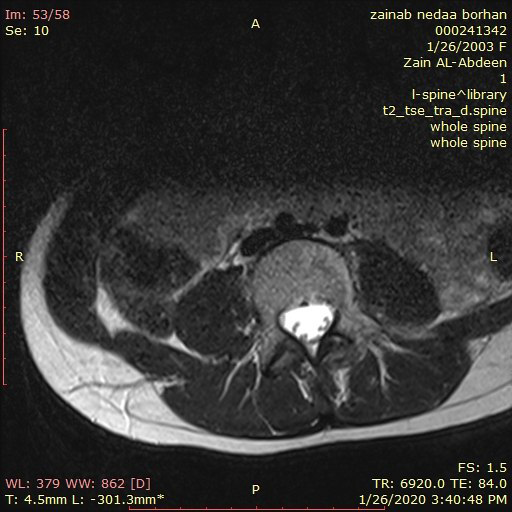 Im: 53/58
Se: 10
A
zainab nedaa borhan
000241342
1/26/2003 F
Zain AL-Abdeen
1
l-spine^library
t2_tse_tra_d.spine
whole spine
whole spine
R
L
WL: 379 WW: 862 [D]
T: 4.5mm L: -301.3mm*
P
FS: 1.5
TR: 6920.0 TE: 84.0
1/26/2020 3:40:48 PM